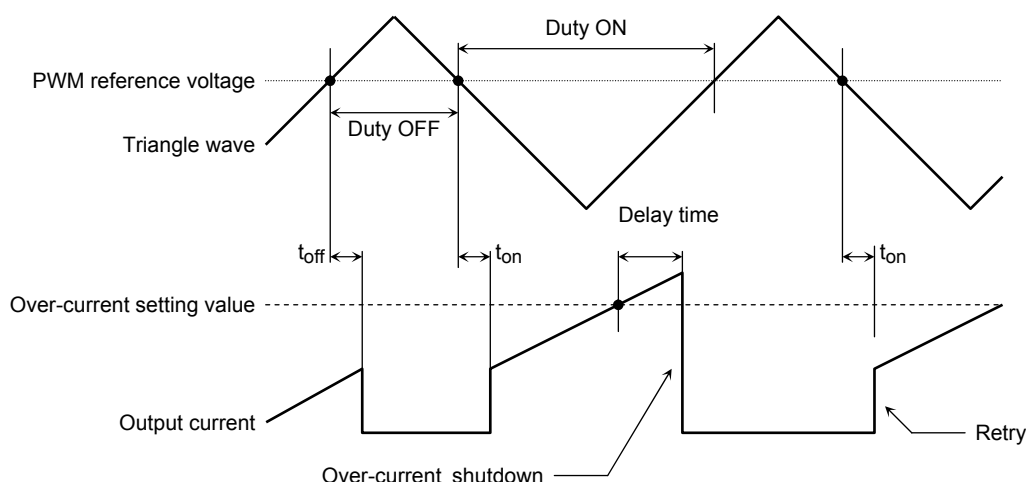 Duty ON
PWM reference voltage
Duty OFF
Triangle wave
Delay time
toff
ton
ton
Over-current setting value
Output current
Retry
Over-current shutdown